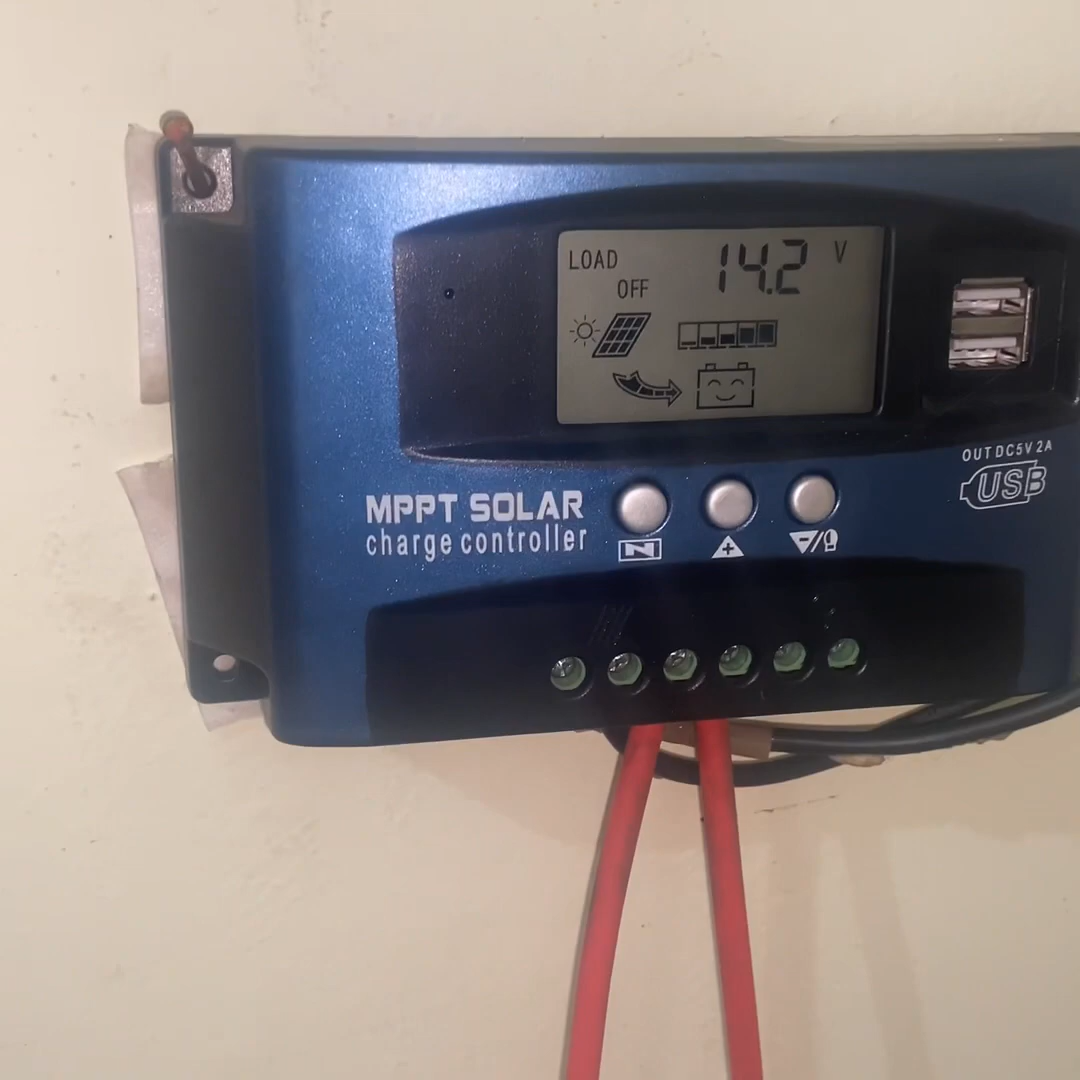 LOAD
OFF
14.2 V
OUT DC5V 2A
USB
MPPT SOLAR
charge controller
+
−/